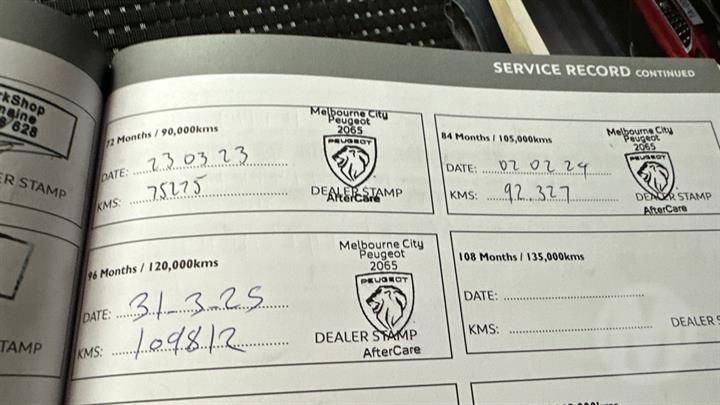 SERVICE RECORD CONTINUED
rkShop
628
ER STAMP
TAMP
72 Months / 90,000kms
DATE: 23 03 23
KMS: 75275
Melbourne City
Peugeot
2065
PEUGEOT
DEALER STAMP
AfterCare
84 Months / 105,000kms
DATE: 02 02 24
KMS: 92.327
Melbourne City
Peugeot
2065
PEUGEOT
DEALER STAMP
AfterCare
96 Months / 120,000kms
DATE: 31-3-25
KMS: 109812
Melbourne City
Peugeot
2065
PEUGEOT
DEALER STAMP
AfterCare
108 Months / 135,000kms
DATE:
KMS:
DEALER S